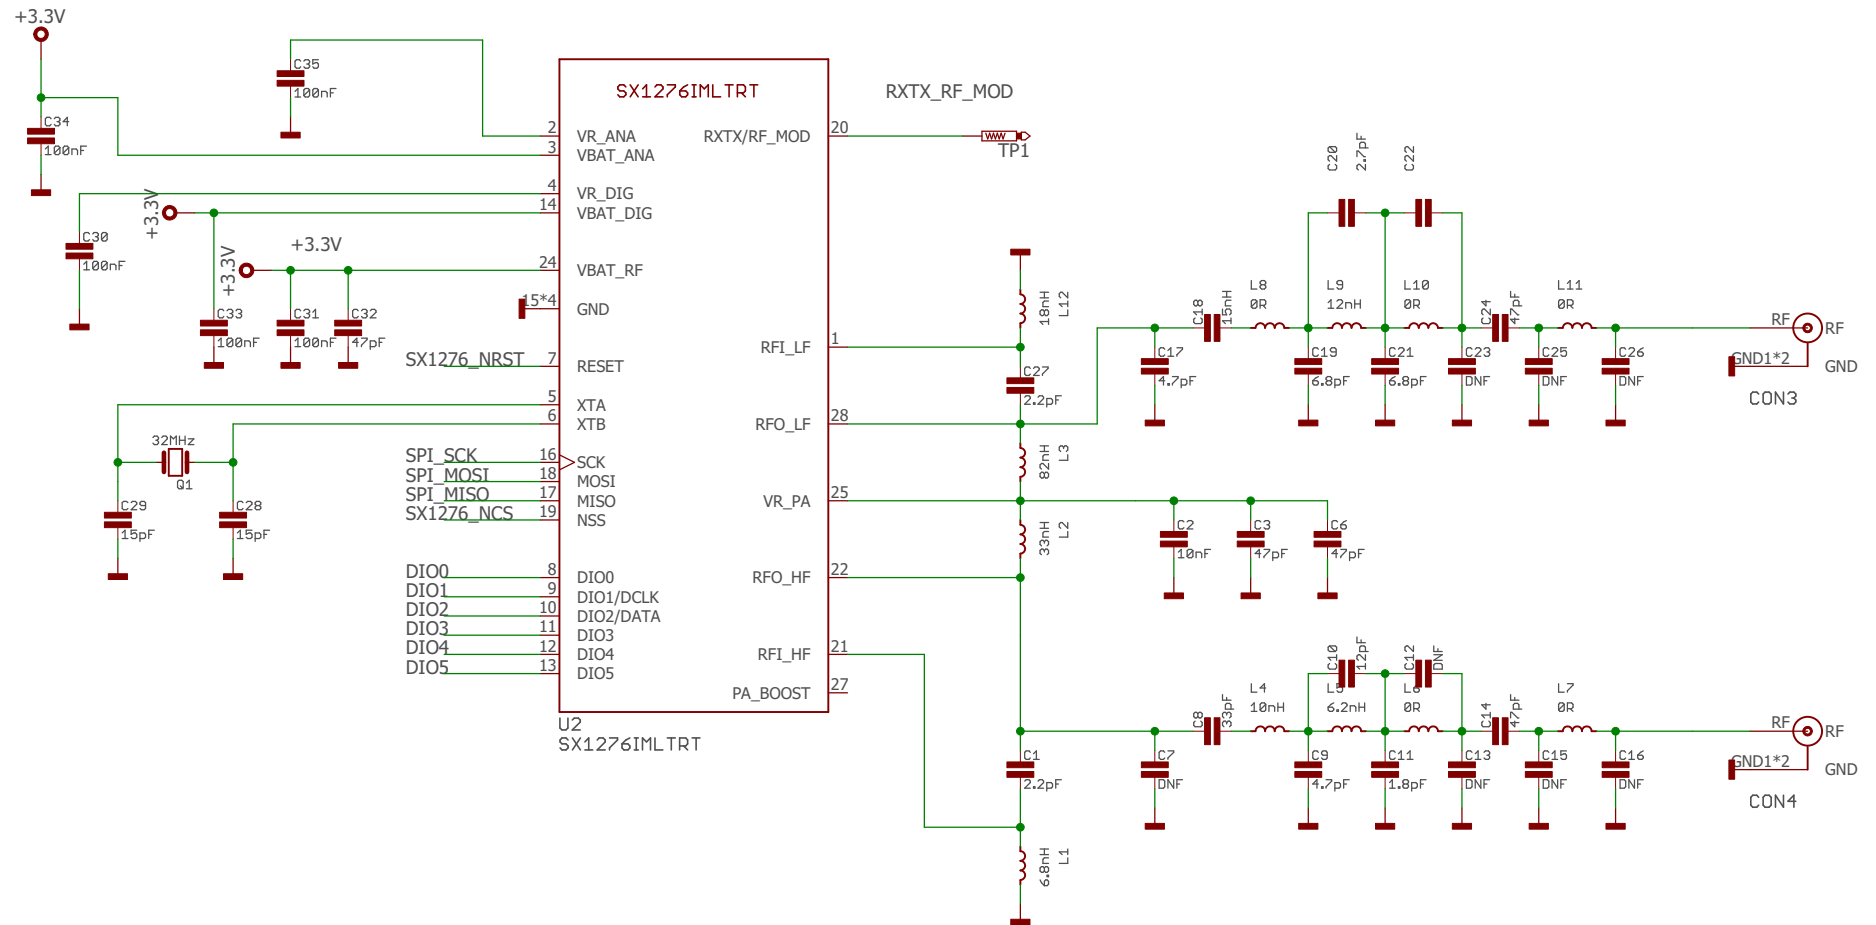 +3.3V
C35
100nF
C34
100nF
SX1276IMLTRT
RXTX_RF_MOD
2
VR_ANA
3
VBAT_ANA
RXTX/RF_MOD
20
TP1
4
VR_DIG
14
VBAT_DIG
+3.3V
C30
100nF
+3.3V
+3.3V
24
VBAT_RF
15*4
GND
C33
100nF
C31
100nF
C32
47pF
SX1276_NRST
7
RESET
5
XTA
6
XTB
32MHz
Q1
C29
15pF
C28
15pF
SPI_SCK
16
SCK
SPI_MOSI
18
MOSI
SPI_MISO
17
MISO
SX1276_NCS
19
NSS
DIO0
8
DIO0
DIO1
9
DIO1/DCLK
DIO2
10
DIO2/DATA
DIO3
11
DIO3
DIO4
12
DIO4
DIO5
13
DIO5
U2
SX1276IMLTRT
RFI_LF
1
RFO_LF
28
VR_PA
25
RFO_HF
22
RFI_HF
21
PA_BOOST
27
18nH
L12
C27
2.2pF
82nH
L3
33nH
L2
C2
10nF
C3
47pF
C6
47pF
C1
2.2pF
6.8nH
L1
C20
2.7pF
C22
C17
4.7pF
C18
15nH
L8
0R
L9
12nH
L10
0R
C24
47pF
L11
0R
C19
6.8pF
C21
6.8pF
C23
DNF
C25
DNF
C26
DNF
RF
RF
GND1*2
GND
CON3
C10
12pF
C12
DNF
C7
DNF
C8
33pF
L4
10nH
L5
6.2nH
L6
0R
C14
47pF
L7
0R
C9
4.7pF
C11
1.8pF
C13
DNF
C15
DNF
C16
DNF
RF
RF
GND1*2
GND
CON4